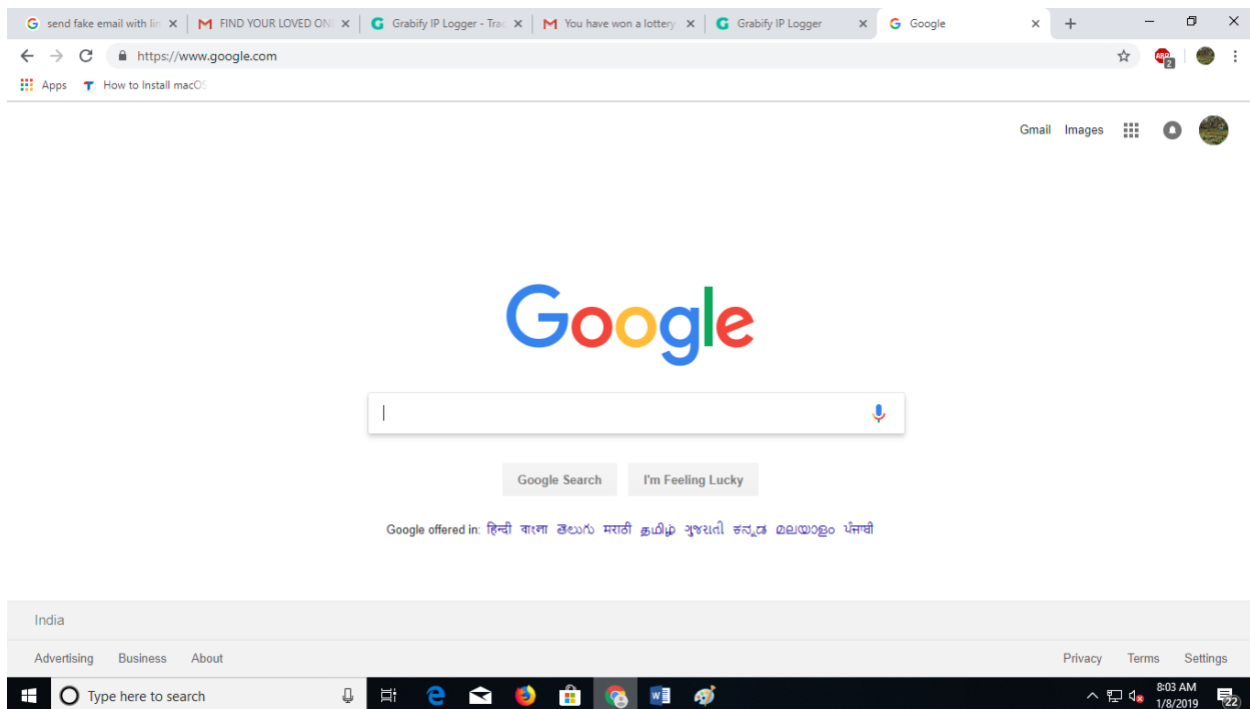 send fake email with lin FIND YOUR LOVED ON Grabify IP Logger - Trac You have won a lottery Grabify IP Logger Google
https://www.google.com
ABP 2
Apps How to Install macOS
Gmail Images
Google
Google Search I'm Feeling Lucky
Google offered in: हिन्दी বাংলা తెలుగు मराठी தமிழ் ગુજરાતી ಕನ್ನಡ മലയാളം ਪੰਜਾਬੀ
India
Advertising Business About Privacy Terms Settings
Type here to search 8:03 AM
1/8/2019 22